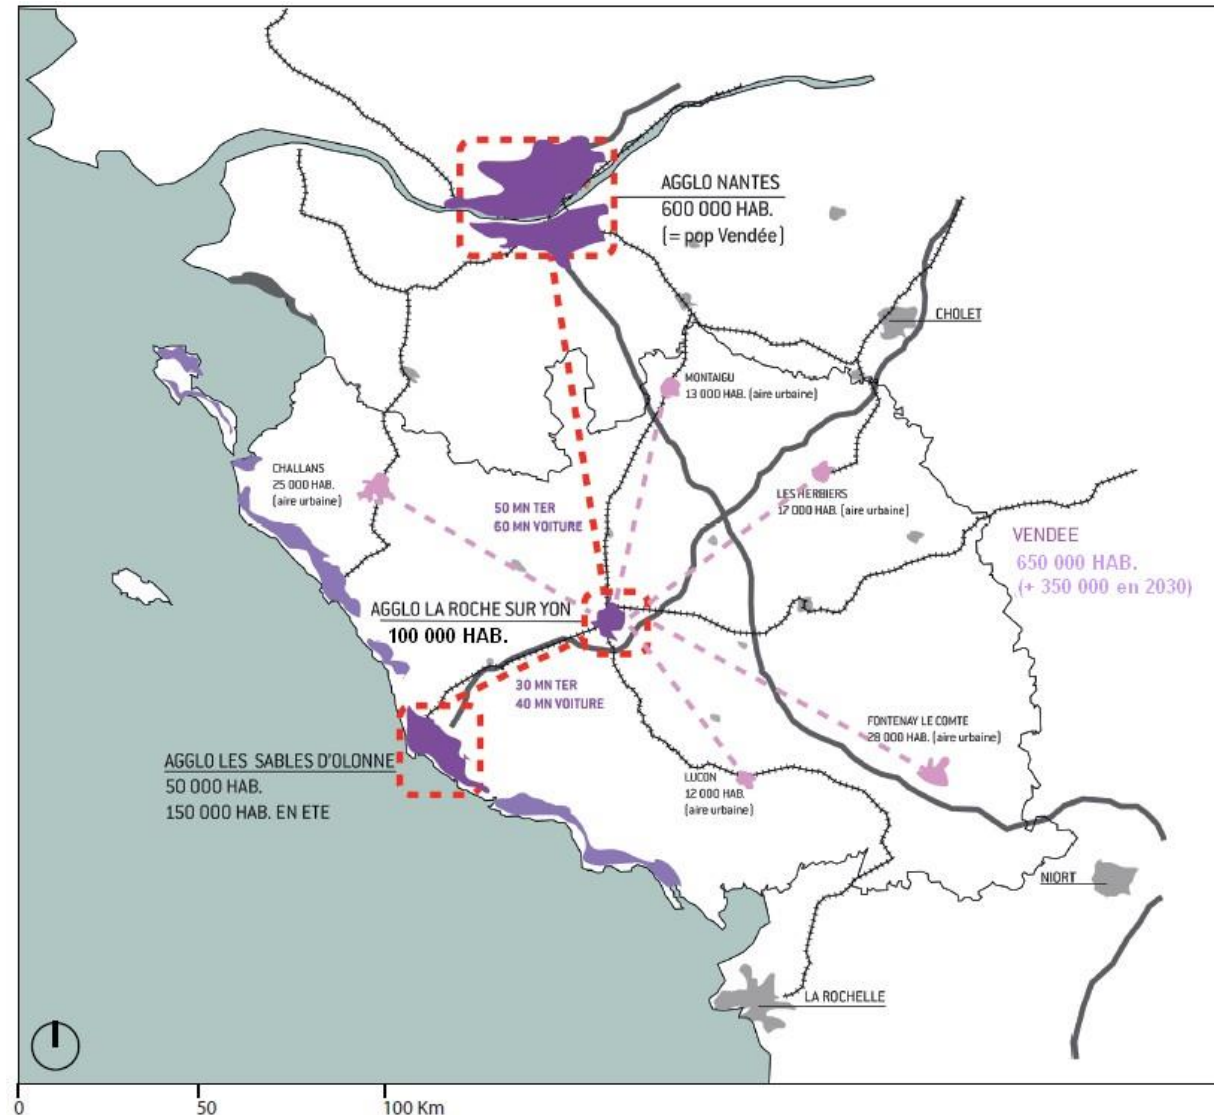 AGGLO NANTES
600 000 HAB.
(= pop Vendée)
CHOLET
MONTAIGU
13 000 HAB. (aire urbaine)
CHALLANS
25 000 HAB.
(aire urbaine)
LES HERBIERS
17 000 HAB. (aire urbaine)
50 MN TER
60 MN VOITURE
VENDEE
650 000 HAB.
(+ 350 000 en 2030)
AGGLO LA ROCHE SUR YON
100 000 HAB.
30 MN TER
40 MN VOITURE
FONTENAY LE COMTE
28 000 HAB. (aire urbaine)
AGGLO LES SABLES D'OLONNE
50 000 HAB.
150 000 HAB. EN ETE
LUCON
12 000 HAB.
(aire urbaine)
NIORT
LA ROCHELLE
0 50 100 Km